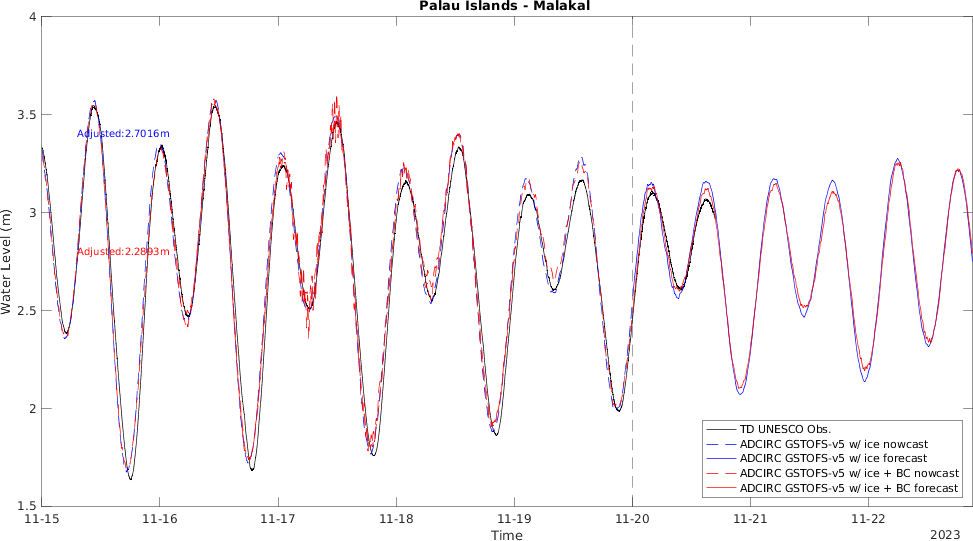 Palau Islands - Malakal
4
3.5
3
2.5
2
1.5
Water Level (m)
Adjusted:2.7016m
Adjusted:2.2893m
TD UNESCO Obs.
ADCIRC GSTOFS-v5 w/ ice nowcast
ADCIRC GSTOFS-v5 w/ ice forecast
ADCIRC GSTOFS-v5 w/ ice + BC nowcast
ADCIRC GSTOFS-v5 w/ ice + BC forecast
11-15 11-16 11-17 11-18 11-19 11-20 11-21 11-22
Time
2023